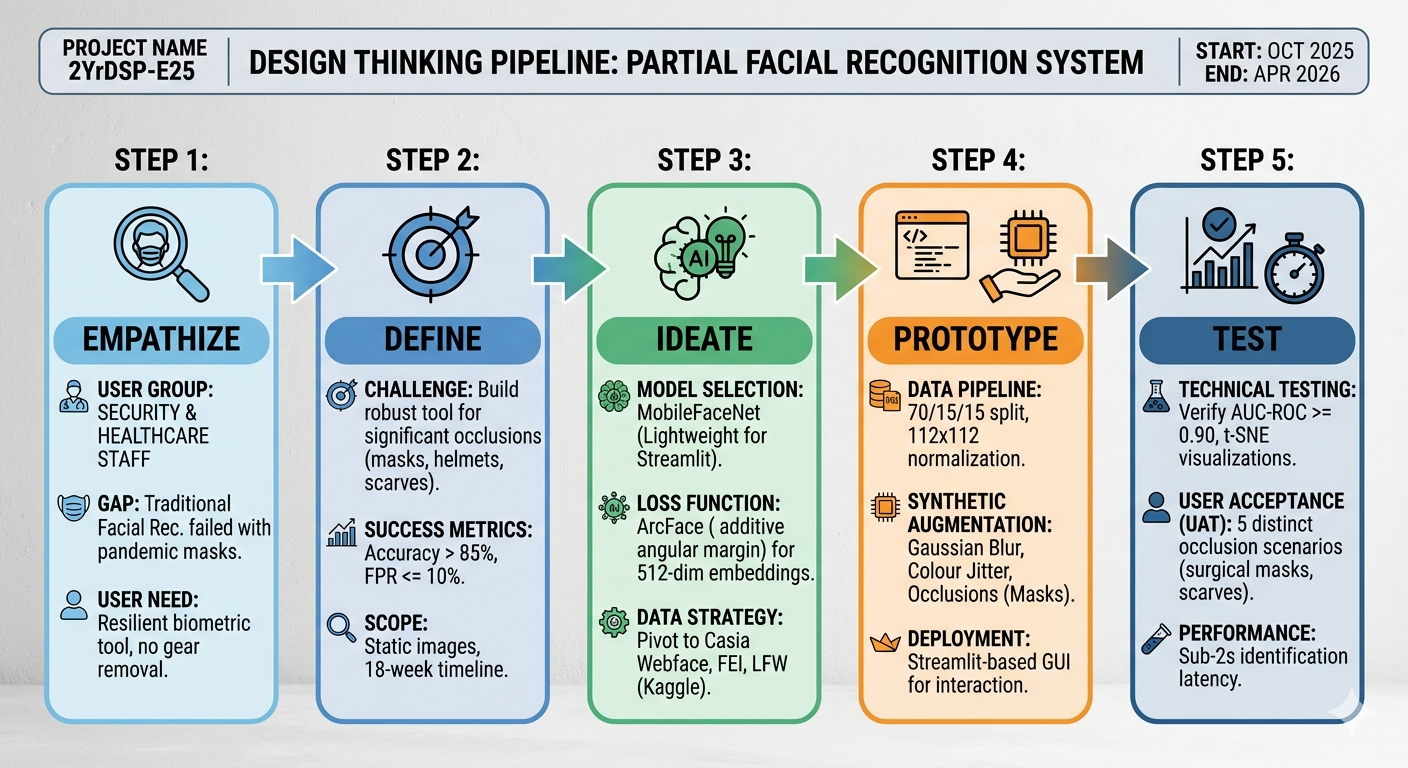 PROJECT NAME
2YrDSP-E25
DESIGN THINKING PIPELINE: PARTIAL FACIAL RECOGNITION SYSTEM
START: OCT 2025
END: APR 2026
STEP 1:
EMPATHIZE
USER GROUP:
SECURITY &
HEALTHCARE
STAFF
GAP: Traditional
Facial Rec. failed with
pandemic masks.
USER NEED:
Resilient biometric
tool, no gear
removal.
STEP 2:
DEFINE
CHALLENGE: Build
robust tool for
significant occlusions
(masks, helmets,
scarves).
SUCCESS METRICS:
Accuracy > 85%,
FPR <= 10%.
SCOPE:
Static images,
18-week timeline.
STEP 3:
AI
IDEATE
MODEL SELECTION:
MobileFaceNet
(Lightweight for
Streamlit).
LOSS FUNCTION:
ArcFace ( additive
angular margin) for
512-dim embeddings.
DATA STRATEGY:
Pivot to Casia
Webface, FEI, LFW
(Kaggle).
STEP 4:
</>
PROTOTYPE
DATA PIPELINE:
70/15/15 split,
112x112
normalization.
SYNTHETIC
AUGMENTATION:
Gaussian Blur,
Colour Jitter,
Occlusions (Masks).
DEPLOYMENT:
Streamlit-based GUI
for interaction.
STEP 5:
TEST
TECHNICAL TESTING:
Verify AUC-ROC >=
0.90, t-SNE
visualizations.
USER ACCEPTANCE
(UAT): 5 distinct
occlusion scenarios
(surgical masks,
scarves).
PERFORMANCE:
Sub-2s identification
latency.